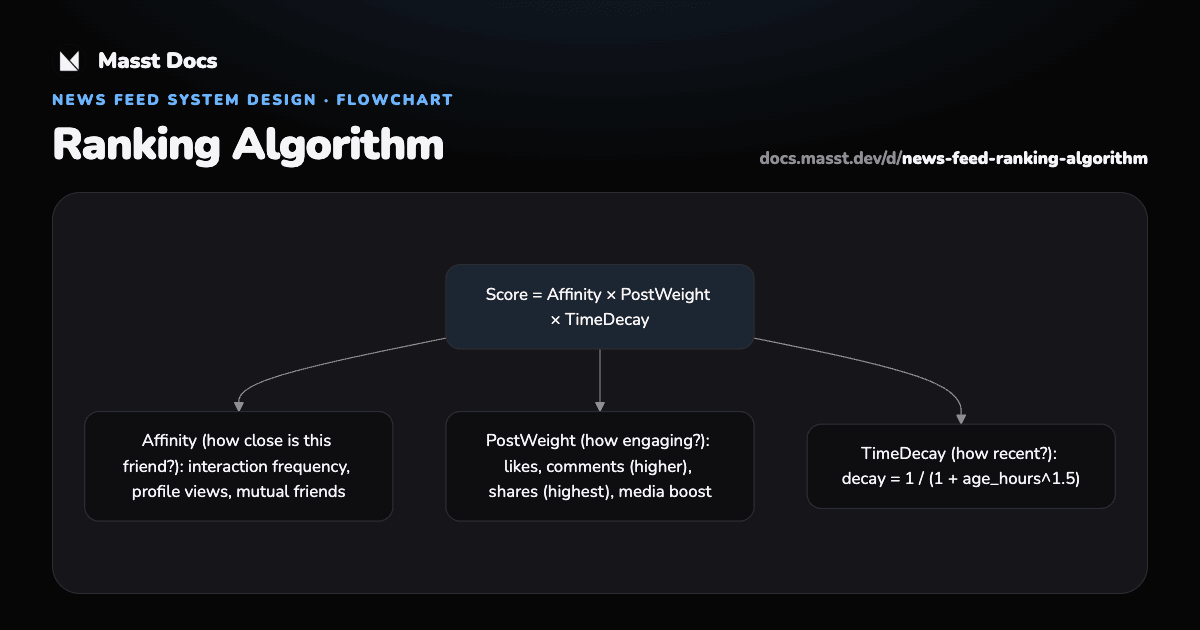 Masst Docs
NEWS FEED SYSTEM DESIGN · FLOWCHART
Ranking Algorithm
docs.masst.dev/d/news-feed-ranking-algorithm
Score = Affinity × PostWeight
× TimeDecay
Affinity (how close is this
friend?): interaction frequency,
profile views, mutual friends
PostWeight (how engaging?):
likes, comments (higher),
shares (highest), media boost
TimeDecay (how recent?):
decay = 1 / (1 + age_hours^1.5)